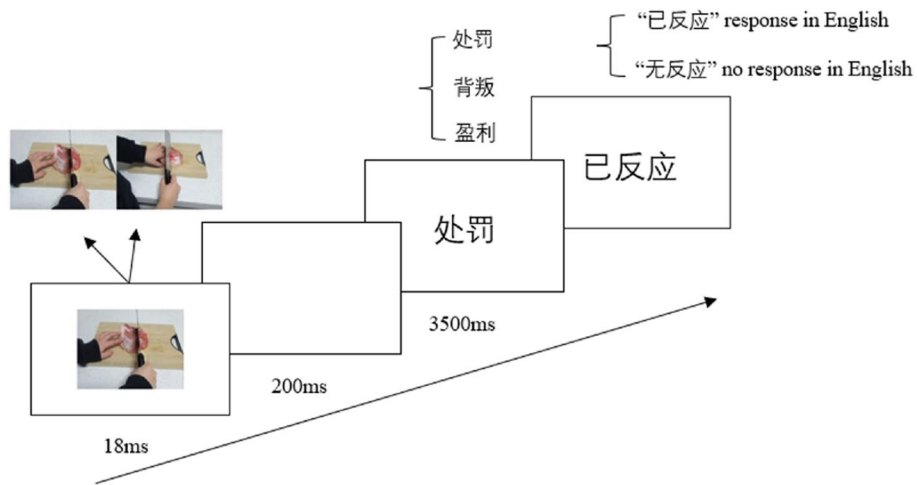 处罚
背叛
盈利
“已反应” response in English
“无反应” no response in English
已反应
处罚
3500ms
200ms
18ms